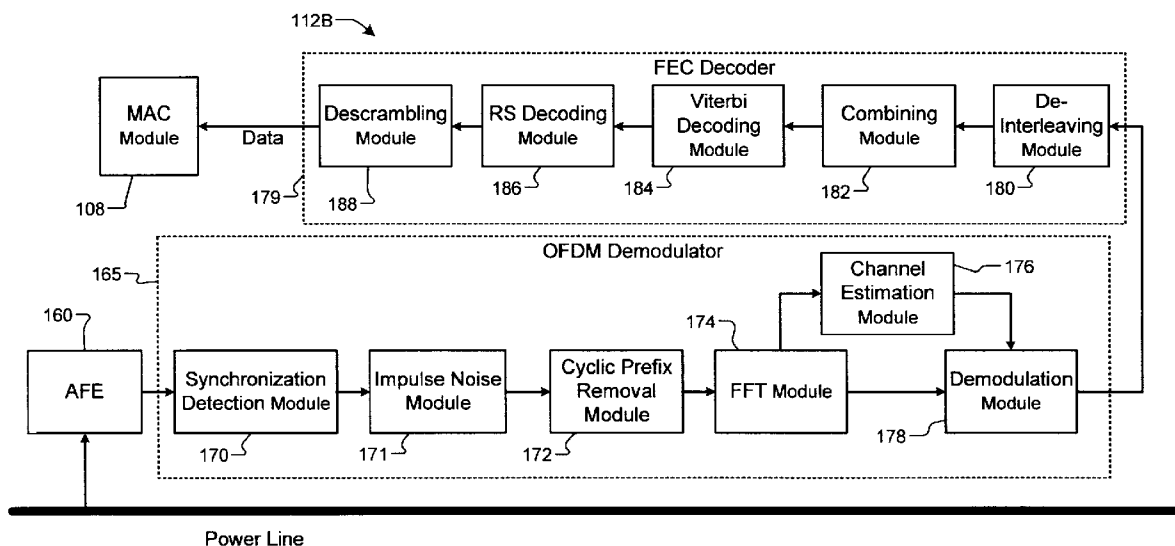 112B
FEC Decoder
MAC
Module
Data
Descrambling
Module
RS Decoding
Module
Viterbi
Decoding
Module
Combining
Module
De-
Interleaving
Module
108
179
188
186
184
182
180
OFDM Demodulator
165
Channel
Estimation
Module
176
160
174
AFE
Synchronization
Detection Module
Impulse Noise
Module
Cyclic Prefix
Removal
Module
FFT Module
Demodulation
Module
170
171
172
178
Power Line